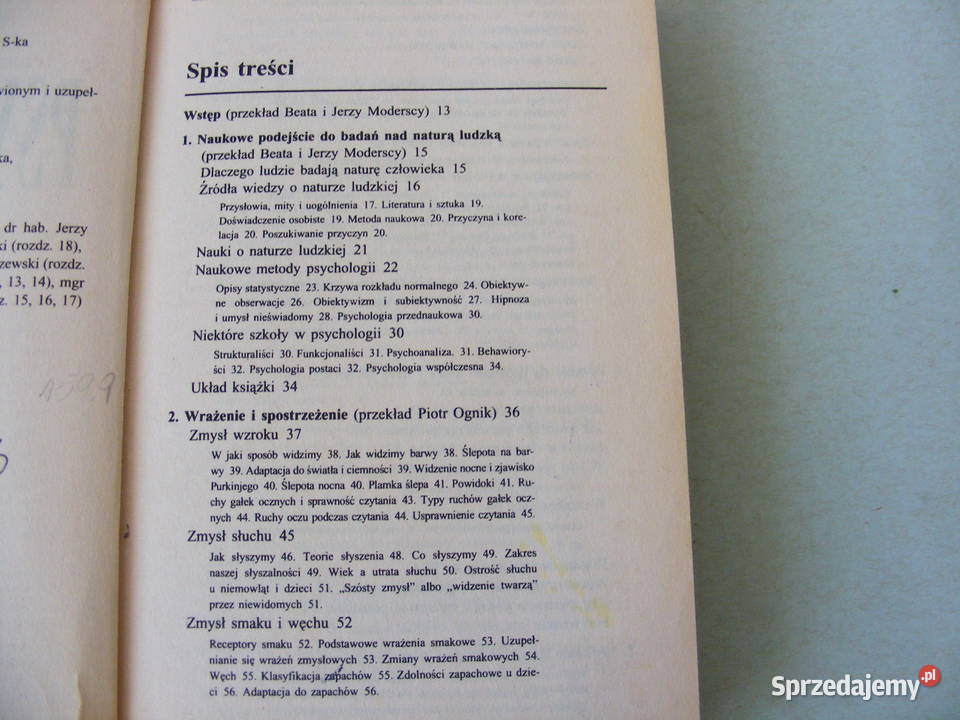 S-ka
wionym i uzupeł-
ka,
dr hab. Jerzy
ki (rozdz. 18),
zewski (rozdz.
, 13, 14), mgr
z. 15, 16, 17)
159.9
Spis treści
Wstęp (przekład Beata i Jerzy Moderscy) 13
1. Naukowe podejście do badań nad naturą ludzką
(przekład Beata i Jerzy Moderscy) 15
Dlaczego ludzie badają naturę człowieka 15
Źródła wiedzy o naturze ludzkiej 16
Przysłowia, mity i uogólnienia 17. Literatura i sztuka 19.
Doświadczenie osobiste 19. Metoda naukowa 20. Przyczyna i kore-
lacja 20. Poszukiwanie przyczyn 20.
Nauki o naturze ludzkiej 21
Naukowe metody psychologii 22
Opisy statystyczne 23. Krzywa rozkładu normalnego 24. Obiektyw-
ne obserwacje 26. Obiektywizm i subiektywność 27. Hipnoza
i umysł nieświadomy 28. Psychologia przednaukowa 30.
Niektóre szkoły w psychologii 30
Strukturaliści 30. Funkcjonaliści 31. Psychoanaliza. 31. Behawiory-
ści 32. Psychologia postaci 32. Psychologia współczesna 34.
Układ książki 34
2. Wrażenie i spostrzeżenie (przekład Piotr Ognik) 36
Zmysł wzroku 37
W jaki sposób widzimy 38. Jak widzimy barwy 38. Ślepota na bar-
wy 39. Adaptacja do światła i ciemności 39. Widzenie nocne i zjawisko
Purkinjego 40. Ślepota nocna 40. Plamka ślepa 41. Powidoki 41. Ru-
chy gałek ocznych i sprawność czytania 43. Typy ruchów gałek ocz-
nych 44. Ruchy oczu podczas czytania 44. Usprawnienie czytania 45.
Zmysł słuchu 45
Jak słyszymy 46. Teorie słyszenia 48. Co słyszymy 49. Zakres
naszej słyszalności 49. Wiek a utrata słuchu 50. Ostrość słuchu
u niemowląt i dzieci 51. „Szósty zmysł” albo „widzenie twarzą”
przez niewidomych 51.
Zmysł smaku i węchu 52
Receptory smaku 52. Podstawowe wrażenia smakowe 53. Uzupeł-
nianie się wrażeń zmysłowych 53. Zmiany wrażeń smakowych 54.
Węch 55. Klasyfikacja zapachów 55. Zdolności zapachowe u dzie-
ci 56. Adaptacja do zapachów 56.
Sprzedajemy.pl